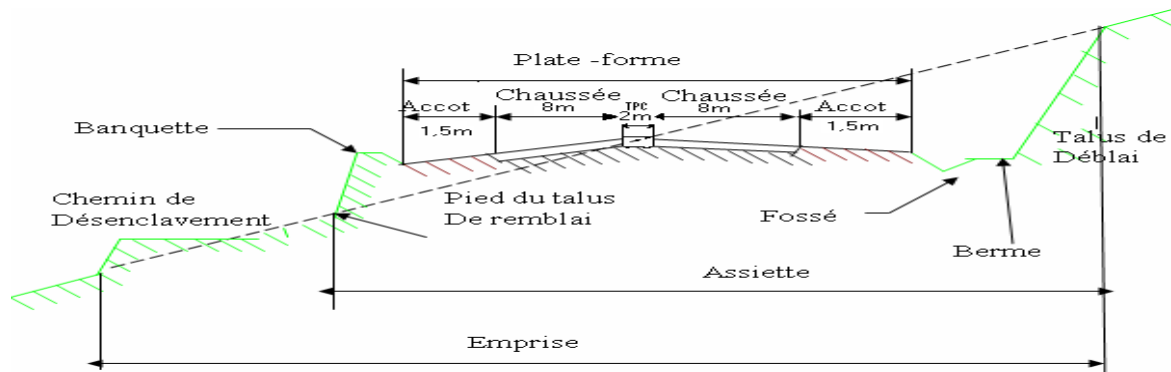 Plate -forme
Accot Chaussée TPC Chaussée Accot
1,5m 8m 2m 8m 1,5m
Banquette
Talus de
Déblai
Chemin de
Désenclavement
Pied du talus
De remblai
Fossé
Berme
Assiette
Emprise